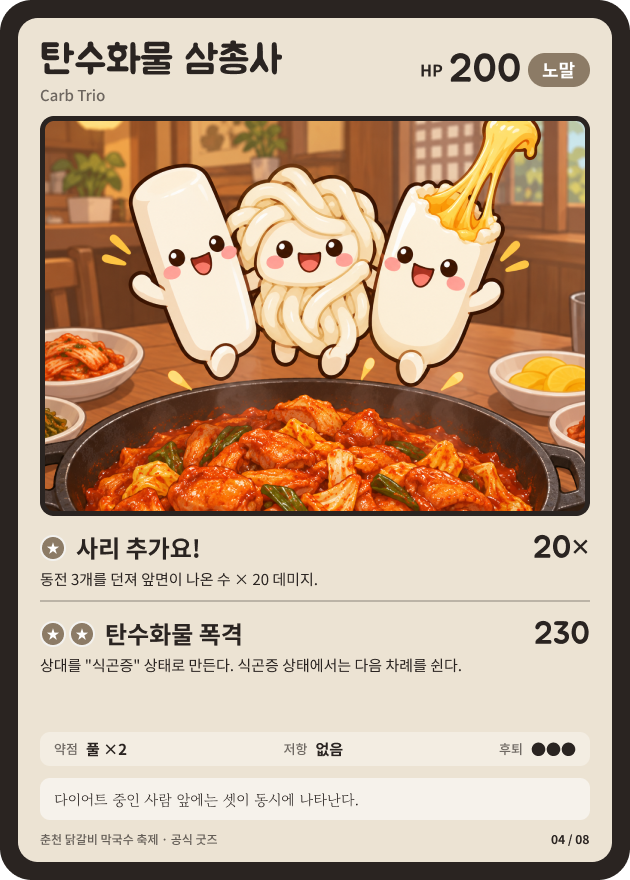 탄수화물 삼총사
HP 200 노말
Carb Trio
사리 추가요! 20×
동전 3개를 던져 앞면이 나온 수 × 20 데미지.
탄수화물 폭격 230
상대를 "식곤증" 상태로 만든다. 식곤증 상태에서는 다음 차례를 쉰다.
약점 풀 ×2 저항 없음 후퇴 ●●●
다이어트 중인 사람 앞에는 셋이 동시에 나타난다.
춘천 닭갈비 막국수 축제 · 공식 굿즈 04 / 08